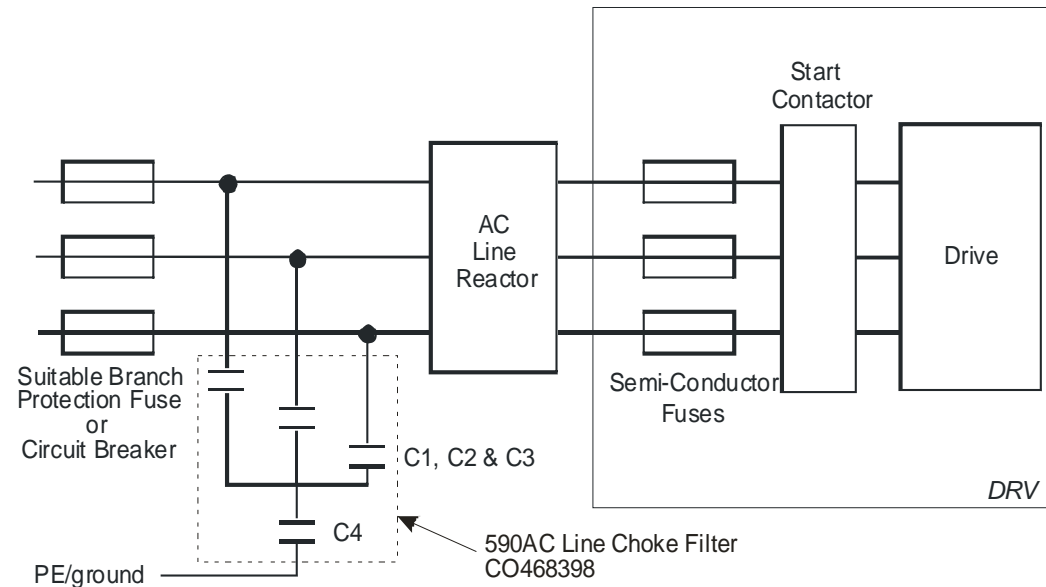 Start
Contactor
AC
Line
Reactor
Drive
Suitable Branch
Protection Fuse
or
Circuit Breaker
Semi-Conductor
Fuses
C1, C2 & C3
DRV
C4
590AC Line Choke Filter
CO468398
PE/ground